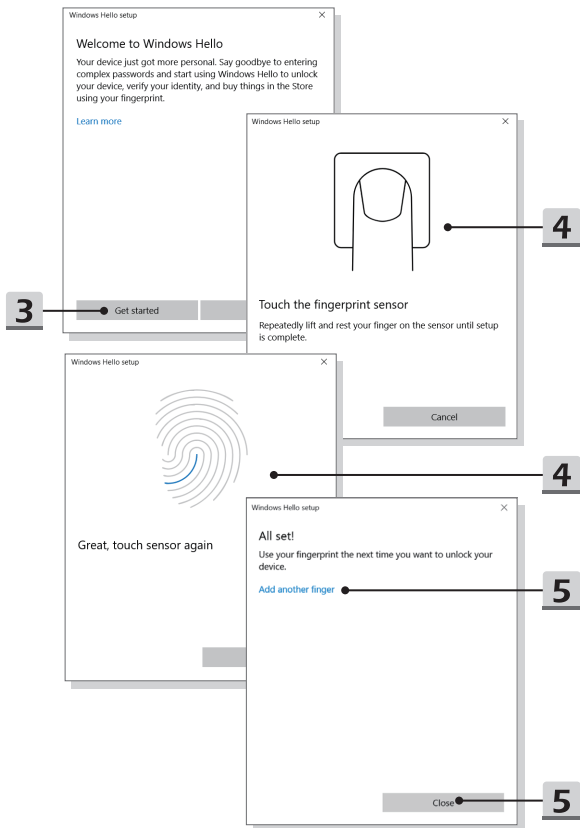 Windows Hello setup
Welcome to Windows Hello
Your device just got more personal. Say goodbye to entering
complex passwords and start using Windows Hello to unlock
your device, verify your identity, and buy things in the Store
using your fingerprint.
Learn more
3
Get started
Windows Hello setup
4
Touch the fingerprint sensor
Repeatedly lift and rest your finger on the sensor until setup
is complete.
Cancel
Windows Hello setup
4
Great, touch sensor again
Windows Hello setup
All set!
Use your fingerprint the next time you want to unlock your
device.
Add another finger
5
Close
5